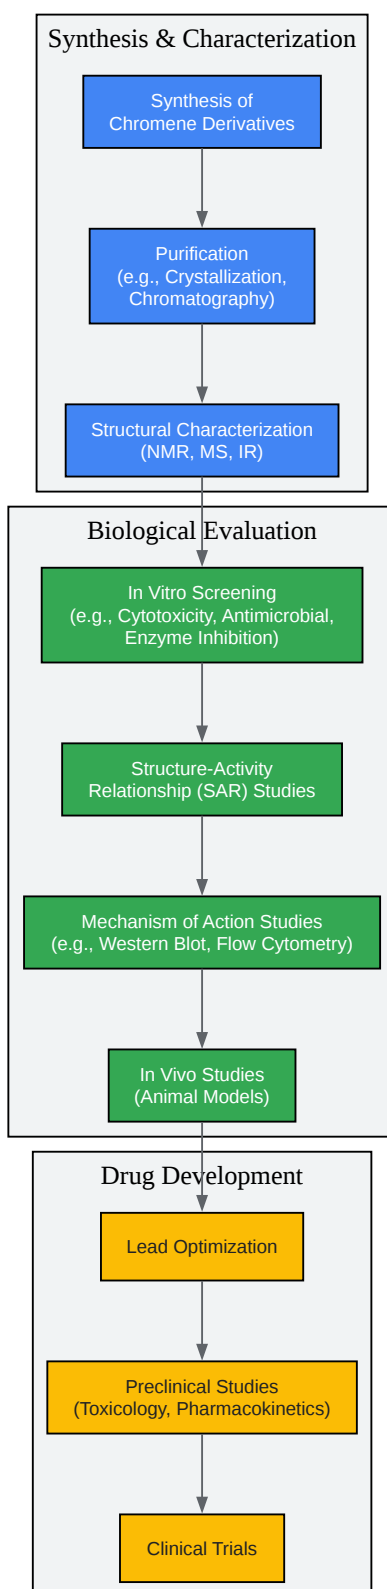 Synthesis & Characterization
Synthesis of
Chromene Derivatives
Purification
(e.g., Crystallization,
Chromatography)
Structural Characterization
(NMR, MS, IR)
Biological Evaluation
In Vitro Screening
(e.g., Cytotoxicity, Antimicrobial,
Enzyme Inhibition)
Structure-Activity
Relationship (SAR) Studies
Mechanism of Action Studies
(e.g., Western Blot, Flow Cytometry)
In Vivo Studies
(Animal Models)
Drug Development
Lead Optimization
Preclinical Studies
(Toxicology, Pharmacokinetics)
Clinical Trials